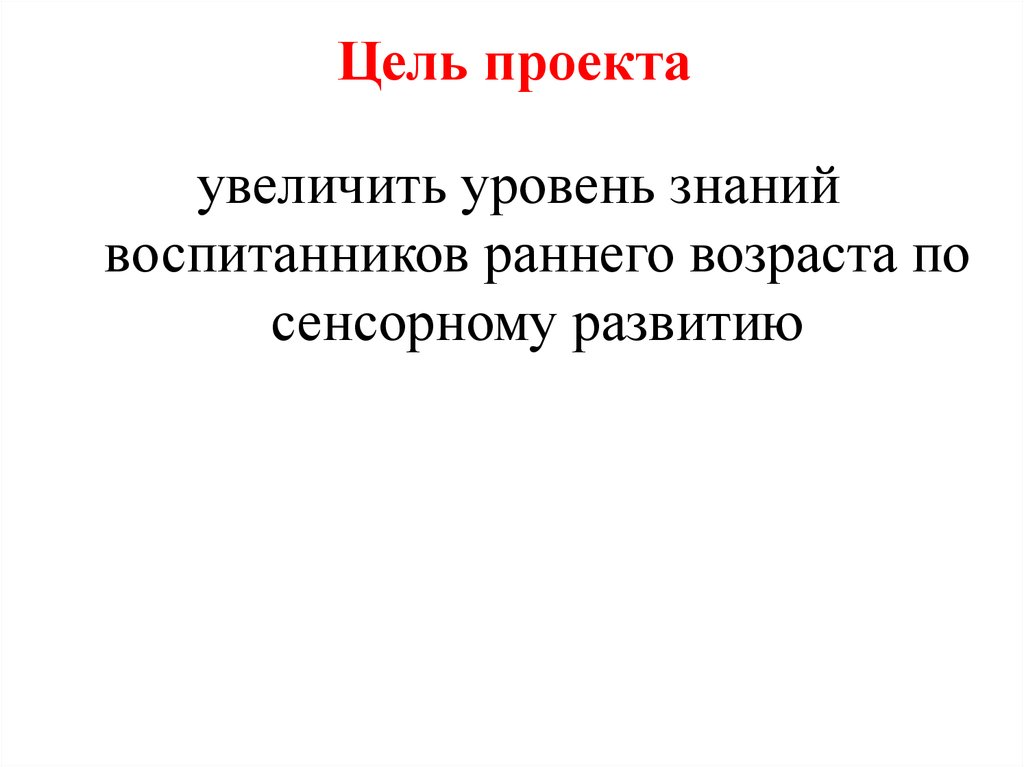 Цель проекта
увеличить уровень знаний
воспитанников раннего возраста по
сенсорному развитию